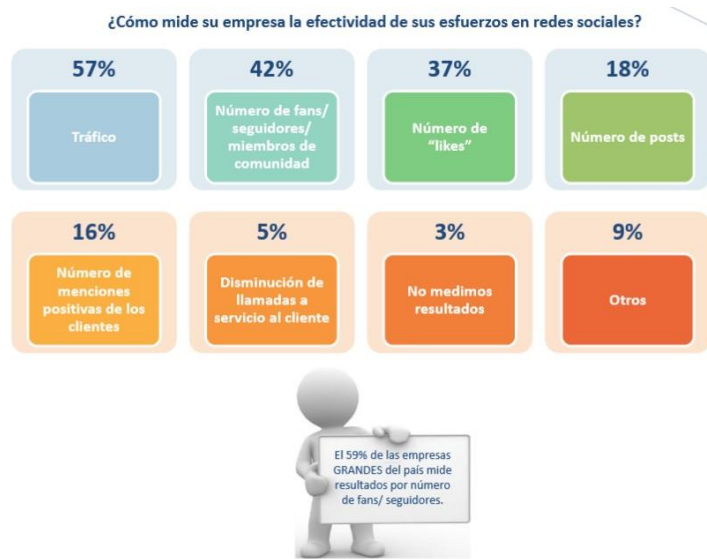 ¿Cómo mide su empresa la efectividad de sus esfuerzos en redes sociales?
57%
Tráfico
42%
Número de fans/
seguidores/
miembros de
comunidad
37%
Número de
“likes”
18%
Número de posts
16%
Número de
menciones
positivas de los
clientes
5%
Disminución de
llamadas a
servicio al cliente
3%
No medimos
resultados
9%
Otros
El 59% de las empresas
GRANDES del país mide
resultados por número
de fans/ seguidores.